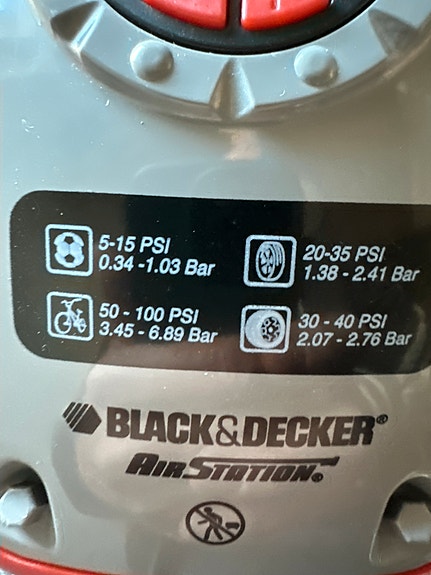 5-15 PSI
0.34 -1.03 Bar
20-35 PSI
1.38 - 2.41 Bar
50 - 100 PSI
3.45 - 6.89 Bar
30 - 40 PSI
2.07 - 2.76 Bar
BLACK&DECKER®
AIRSTATION®